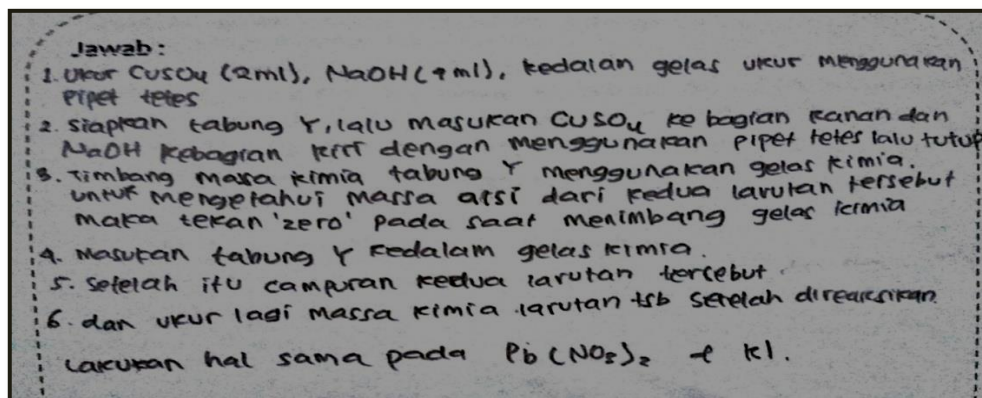 Jawab :
1. Ukur CuSO4 (2ml), NaOH (4 ml), kedalan gelas ukur menggunakan
pipet tetes
2. Siapkan tabung Y, lalu masukan CuSO4 ke bagian kanan dan
NaOH kebagian kiri dengan menggunakan pipet tetes lalu tutup
3. Timbang massa kimia tabung Y menggunakan gelas kimia.
untuk mengetahui massa atsi dari kedua larutan tersebut
maka tekan 'zero' pada saat menimbang gelas kimia
4. Masukan tabung Y kedalam gelas kimia.
5. Setelah itu campuran kedua larutan tersebut.
6. dan ukur lagi massa kimia larutan tsb setelah direaksikan
Lakukan hal sama pada Pb(NO3)2 + KI.